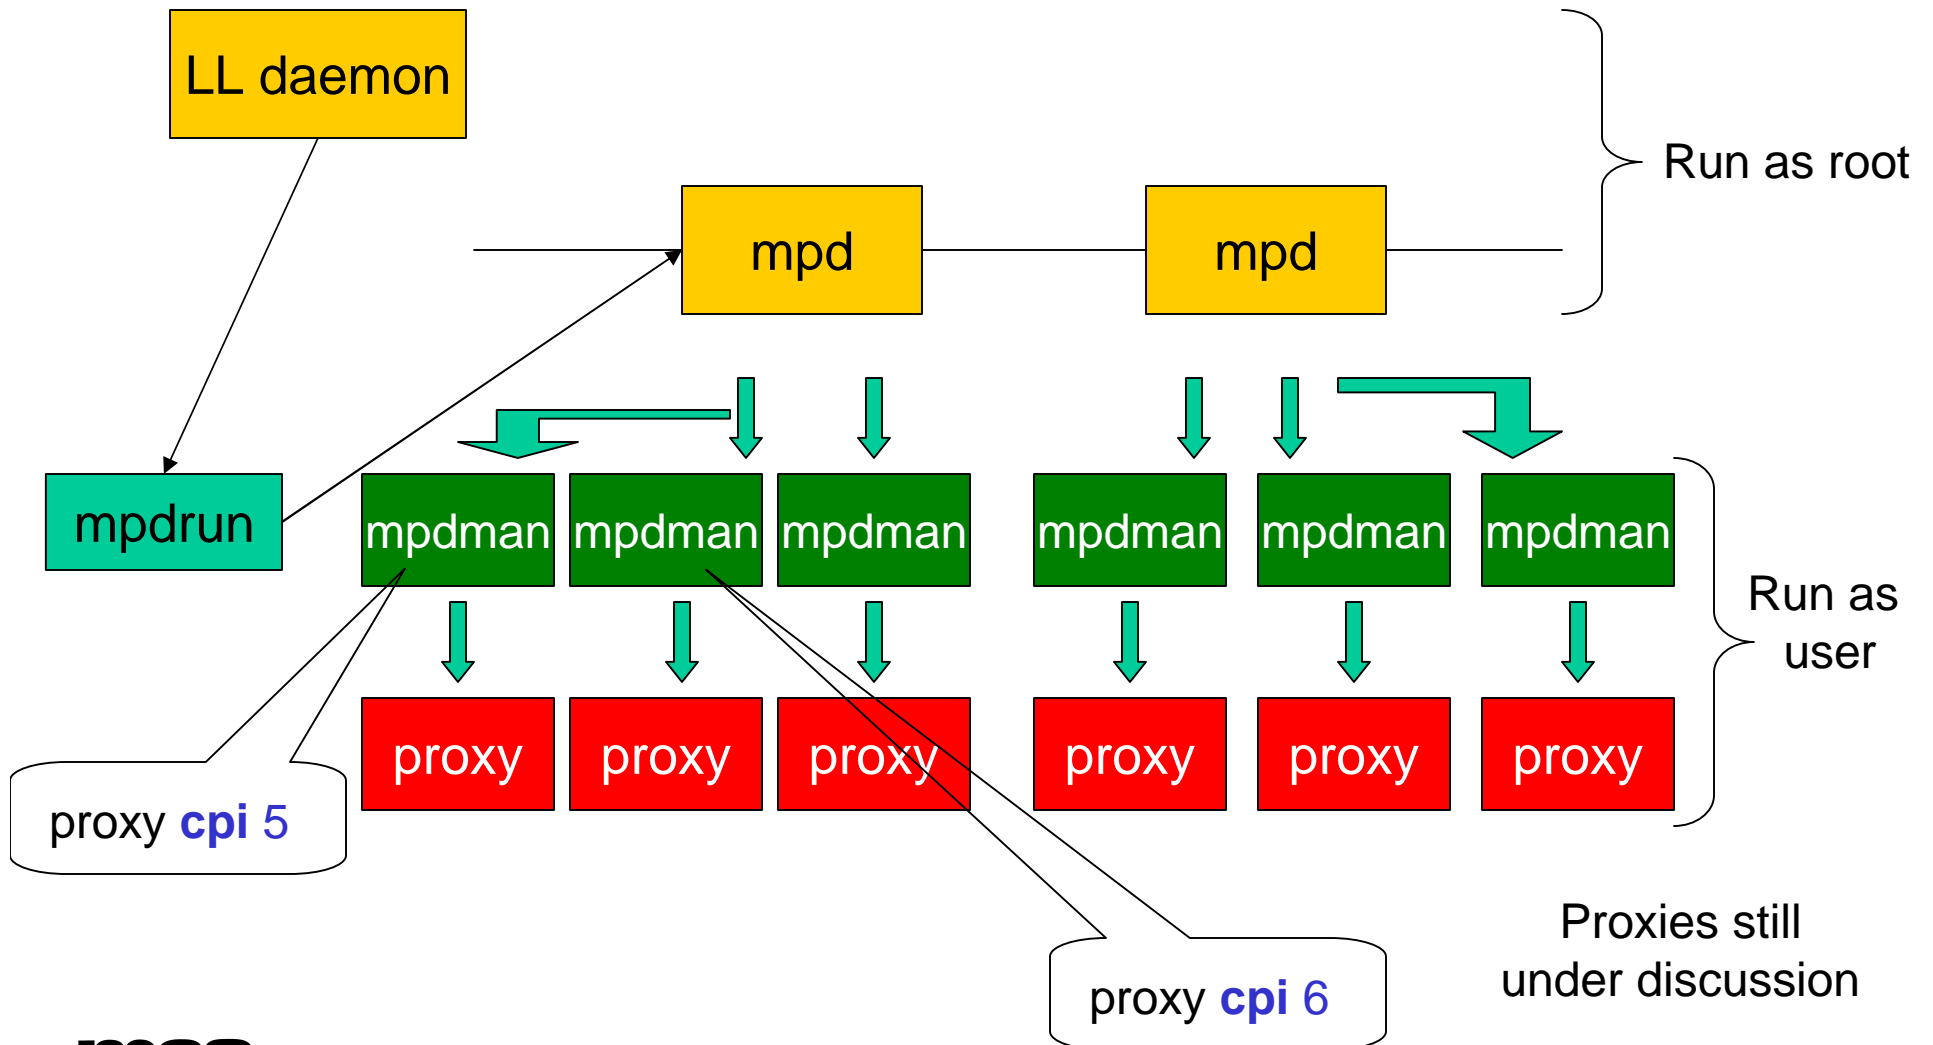 LL daemon
Run as root
mpd
mpd
mpdrun
mpdman
mpdman
mpdman
mpdman
mpdman
mpdman
Run as
user
proxy
proxy
proxy
proxy
proxy
proxy
proxy cpi 5
Proxies still
under discussion
proxy cpi 6